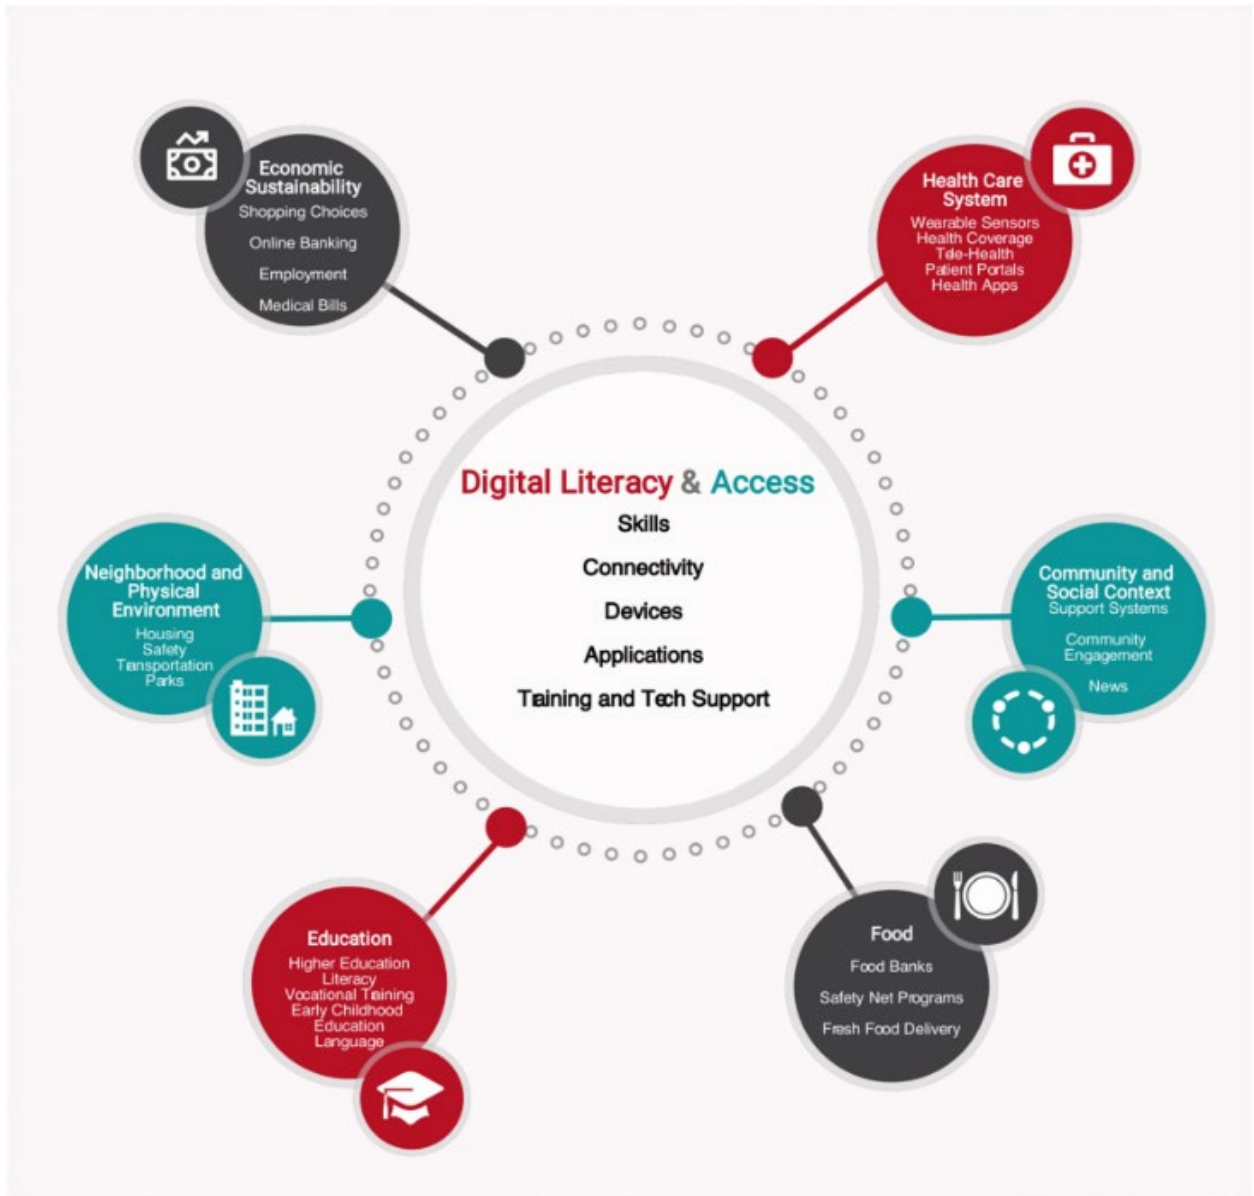 Economic
Sustainability
Shopping Choices
Online Banking
Employment
Medical Bills
Health Care
System
Wearable Sensors
Health Coverage
Tele-Health
Patient Portals
Health Apps
Digital Literacy & Access
Skills
Connectivity
Devices
Applications
Training and Tech Support
Neighborhood and
Physical
Environment
Housing
Safety
Transportation
Parks
Community and
Social Context
Support Systems
Community
Engagement
News
Education
Higher Education
Literacy
Vocational Training
Early Childhood
Education
Language
Food
Food Banks
Safety Net Programs
Fresh Food Delivery